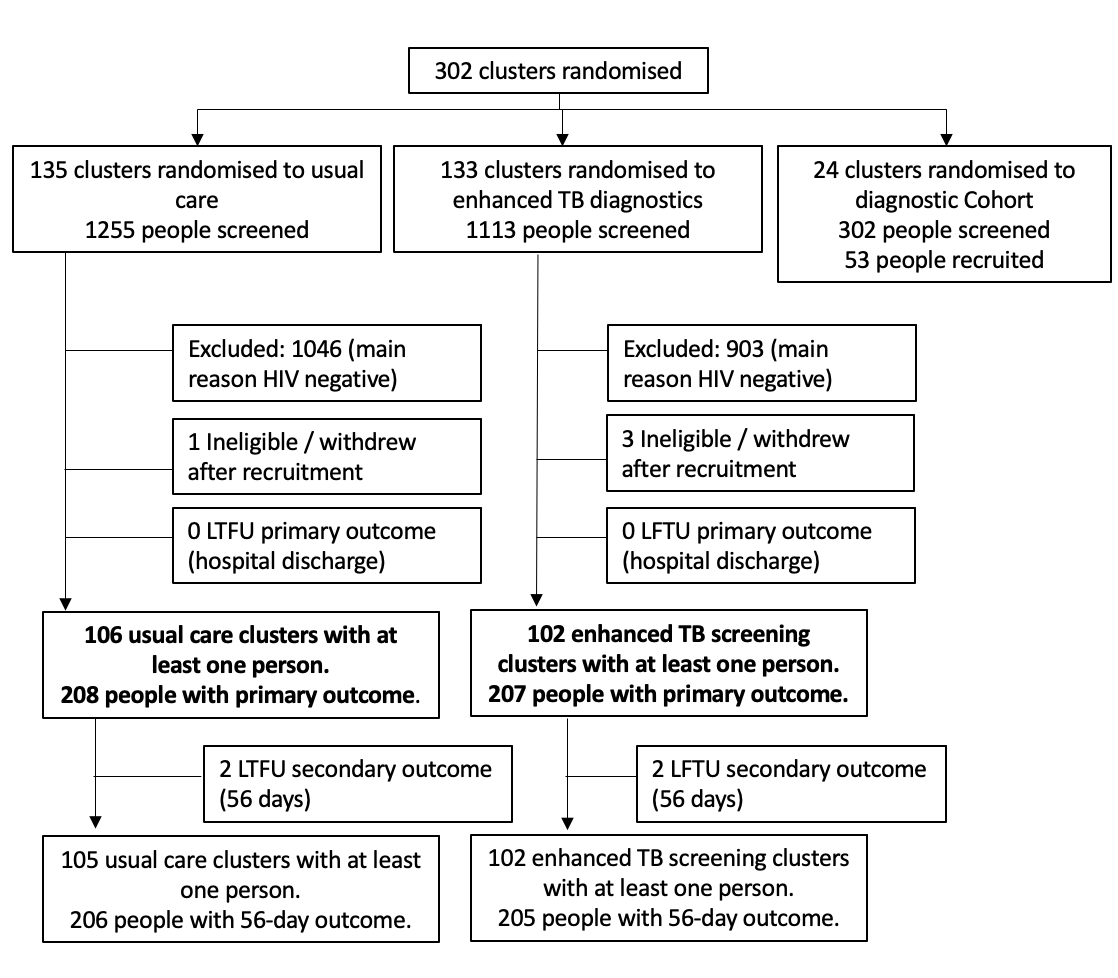 302 clusters randomised
135 clusters randomised to usual
care
1255 people screened
133 clusters randomised to
enhanced TB diagnostics
1113 people screened
24 clusters randomised to
diagnostic Cohort
302 people screened
53 people recruited
Excluded: 1046 (main
reason HIV negative)
Excluded: 903 (main
reason HIV negative)
1 Ineligible / withdrew
after recruitment
3 Ineligible / withdrew
after recruitment
0 LTFU primary outcome
(hospital discharge)
0 LFTU primary outcome
(hospital discharge)
106 usual care clusters with at
least one person.
208 people with primary outcome.
102 enhanced TB screening
clusters with at least one person.
207 people with primary outcome.
2 LTFU secondary outcome
(56 days)
2 LFTU secondary outcome
(56 days)
105 usual care clusters with at least
one person.
206 people with 56-day outcome.
102 enhanced TB screening clusters
with at least one person.
205 people with 56-day outcome.